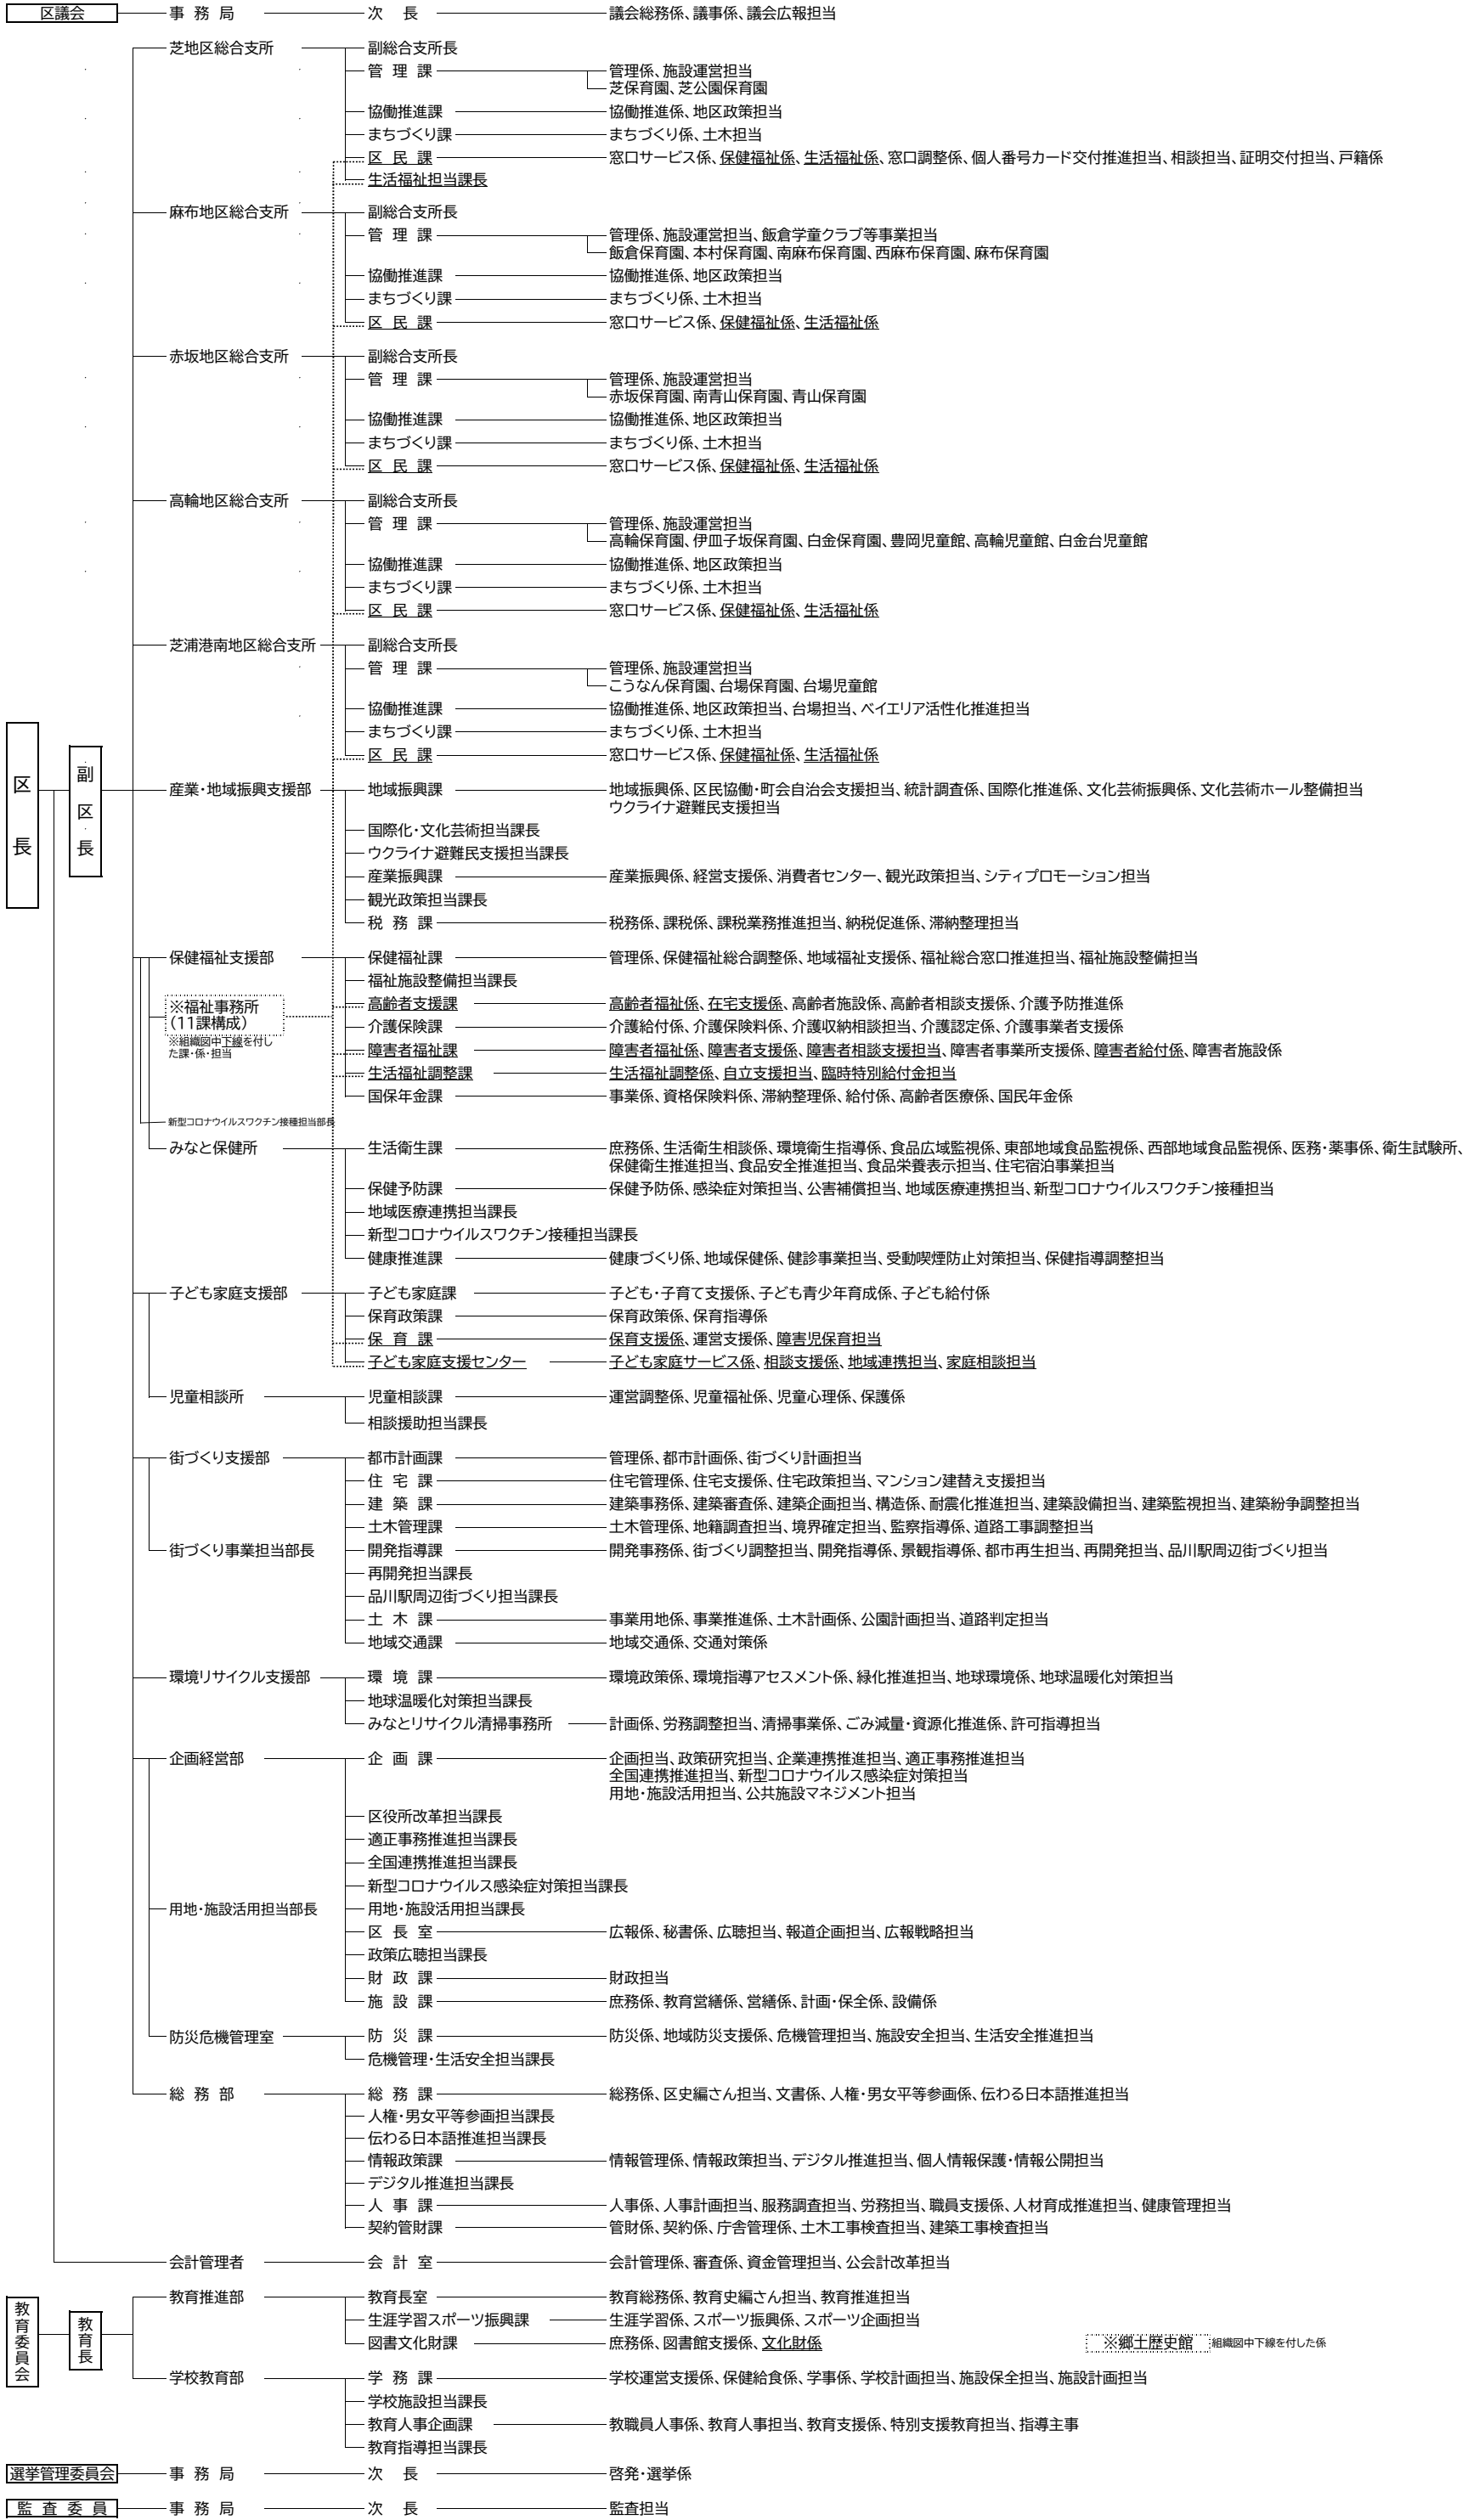 区議会 事務局 次長 議会総務係、議事係、議会広報担当
芝地区総合支所 副総合支所長
管理課 管理係、施設運営担当
芝保育園、芝公園保育園
協働推進課 協働推進係、地区政策担当
まちづくり課 まちづくり係、土木担当
区民課 窓口サービス係、保健福祉係、生活福祉係、窓口調整係、個人番号カード交付推進担当、相談担当、証明交付担当、戸籍係
生活福祉担当課長
麻布地区総合支所 副総合支所長
管理課 管理係、施設運営担当、飯倉学童クラブ等事業担当
飯倉保育園、本村保育園、南麻布保育園、西麻布保育園、麻布保育園
協働推進課 協働推進係、地区政策担当
まちづくり課 まちづくり係、土木担当
区民課 窓口サービス係、保健福祉係、生活福祉係
赤坂地区総合支所 副総合支所長
管理課 管理係、施設運営担当
赤坂保育園、南青山保育園、青山保育園
協働推進課 協働推進係、地区政策担当
まちづくり課 まちづくり係、土木担当
区民課 窓口サービス係、保健福祉係、生活福祉係
高輪地区総合支所 副総合支所長
管理課 管理係、施設運営担当
高輪保育園、伊皿子坂保育園、白金保育園、豊岡児童館、高輪児童館、白金台児童館
協働推進課 協働推進係、地区政策担当
まちづくり課 まちづくり係、土木担当
区民課 窓口サービス係、保健福祉係、生活福祉係
芝浦港南地区総合支所 副総合支所長
管理課 管理係、施設運営担当
こうなん保育園、台場保育園、台場児童館
協働推進課 協働推進係、地区政策担当、台場担当、ベイエリア活性化推進担当
まちづくり課 まちづくり係、土木担当
区民課 窓口サービス係、保健福祉係、生活福祉係
区長
副区長
産業・地域振興支援部 地域振興課 地域振興係、区民協働・町会自治会支援担当、統計調査係、国際化推進係、文化芸術振興係、文化芸術ホール整備担当
ウクライナ避難民支援担当
国際化・文化芸術担当課長
ウクライナ避難民支援担当課長
産業振興課 産業振興係、経営支援係、消費者センター、観光政策担当、シティプロモーション担当
観光政策担当課長
税務課 税務係、課税係、課税業務推進担当、納税促進係、滞納整理担当
保健福祉支援部 保健福祉課 管理係、保健福祉総合調整係、地域福祉支援係、福祉総合窓口推進担当、福祉施設整備担当
福祉施設整備担当課長
※福祉事務所 高齢者支援課 高齢者福祉係、在宅支援係、高齢者施設係、高齢者相談支援係、介護予防推進係
（11課構成） 介護保険課 介護給付係、介護保険料係、介護収納相談担当、介護認定係、介護事業者支援係
※組織図中下線を付し
た課・係・担当
障害者福祉課 障害者福祉係、障害者支援係、障害者相談支援担当、障害者事業所支援係、障害者給付係、障害者施設係
生活福祉調整課 生活福祉調整係、自立支援担当、臨時特別給付金担当
国保年金課 事業係、資格保険料係、滞納整理係、給付係、高齢者医療係、国民年金係
新型コロナウイルスワクチン接種担当部長
みなと保健所 生活衛生課 庶務係、生活衛生相談係、環境衛生指導係、食品広域監視係、東部地域食品監視係、西部地域食品監視係、医務・薬事係、衛生試験所、
保健衛生推進担当、食品安全推進担当、食品栄養表示担当、住宅宿泊事業担当
保健予防課 保健予防係、感染症対策担当、公害補償担当、地域医療連携担当、新型コロナウイルスワクチン接種担当
地域医療連携担当課長
新型コロナウイルスワクチン接種担当課長
健康推進課 健康づくり係、地域保健係、健診事業担当、受動喫煙防止対策担当、保健指導調整担当
子ども家庭支援部 子ども家庭課 子ども・子育て支援係、子ども青少年育成係、子ども給付係
保育政策課 保育政策係、保育指導係
保育課 保育支援係、運営支援係、障害児保育担当
子ども家庭支援センター 子ども家庭サービス係、相談支援係、地域連携担当、家庭相談担当
児童相談所 児童相談課 運営調整係、児童福祉係、児童心理係、保護係
相談援助担当課長
街づくり支援部 都市計画課 管理係、都市計画係、街づくり計画担当
住宅課 住宅管理係、住宅支援係、住宅政策担当、マンション建替え支援担当
建築課 建築事務係、建築審査係、建築企画担当、構造係、耐震化推進担当、建築設備担当、建築監視担当、建築紛争調整担当
土木管理課 土木管理係、地籍調査担当、境界確定担当、監察指導係、道路工事調整担当
街づくり事業担当部長 開発指導課 開発事務係、街づくり調整担当、開発指導係、景観指導係、都市再生担当、再開発担当、品川駅周辺街づくり担当
再開発担当課長
品川駅周辺街づくり担当課長
土木課 事業用地係、事業推進係、土木計画係、公園計画担当、道路判定担当
地域交通課 地域交通係、交通対策係
環境リサイクル支援部 環境課 環境政策係、環境指導アセスメント係、緑化推進担当、地球環境係、地球温暖化対策担当
地球温暖化対策担当課長
みなとリサイクル清掃事務所 計画係、労務調整担当、清掃事業係、ごみ減量・資源化推進係、許可指導担当
企画経営部 企画課 企画担当、政策研究担当、企業連携推進担当、適正事務推進担当
全国連携推進担当、新型コロナウイルス感染症対策担当
用地・施設活用担当、公共施設マネジメント担当
区役所改革担当課長
適正事務推進担当課長
全国連携推進担当課長
新型コロナウイルス感染症対策担当課長
用地・施設活用担当部長 用地・施設活用担当課長
区長室 広報係、秘書係、広聴担当、報道企画担当、広報戦略担当
政策広聴担当課長
財政課 財政担当
施設課 庶務係、教育営繕係、営繕係、計画・保全係、設備係
防災危機管理室 防災課 防災係、地域防災支援係、危機管理担当、施設安全担当、生活安全推進担当
危機管理・生活安全担当課長
総務部 総務課 総務係、区史編さん担当、文書係、人権・男女平等参画係、伝わる日本語推進担当
人権・男女平等参画担当課長
伝わる日本語推進担当課長
情報政策課 情報管理係、情報政策担当、デジタル推進担当、個人情報保護・情報公開担当
デジタル推進担当課長
人事課 人事係、人事計画担当、服務調査担当、労務担当、職員支援係、人材育成推進担当、健康管理担当
契約管財課 管財係、契約係、庁舎管理係、土木工事検査担当、建築工事検査担当
会計管理者 会計室 会計管理係、審査係、資金管理担当、公会計改革担当
教育委員会
教育長
教育推進部 教育長室 教育総務係、教育史編さん担当、教育推進担当
生涯学習スポーツ振興課 生涯学習係、スポーツ振興係、スポーツ企画担当
図書文化財課 庶務係、図書館支援係、文化財係 ※郷土歴史館 組織図中下線を付した係
学校教育部 学務課 学校運営支援係、保健給食係、学事係、学校計画担当、施設保全担当、施設計画担当
学校施設担当課長
教育人事企画課 教職員人事係、教育人事担当、教育支援係、特別支援教育担当、指導主事
教育指導担当課長
選挙管理委員会 事務局 次長 啓発・選挙係
監査委員 事務局 次長 監査担当